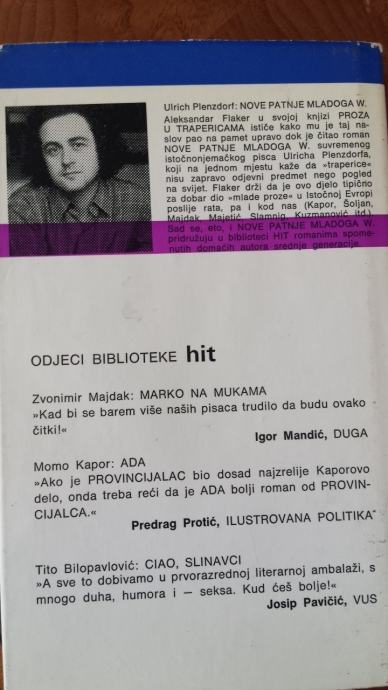 Ulrich Plenzdorf: NOVE PATNJE MLADOGA W.
Aleksandar Flaker u svojoj knjizi PROZA
U TRAPERICAMA ističe kako mu je taj na-
slov pao na pamet upravo dok je čitao roman
NOVE PATNJE MLADOGA W. suvremenog
istočnonjemačkog pisca Ulricha Plenzdorfa,
koji na jednom mjestu kaže da »traperice«
nisu zapravo odjevni predmet nego pogled
na svijet. Flaker drži da je ovo djelo tipično
za dobar dio »mlade proze« u Istočnoj Evropi
poslije rata, pa i kod nas (Kapor, Šoljan,
Majdak, Majetić, Slamnig, Kuzmanović itd.).
Sad se, eto, i NOVE PATNJE MLADOGA W.
pridružuju u biblioteci HIT romanima spome-
nutih domaćih autora srednje generacije.
ODJECI BIBLIOTEKE hit
Zvonimir Majdak: MARKO NA MUKAMA
»Kad bi se barem više naših pisaca trudilo da budu ovako
čitki!«
Igor Mandić, DUGA
Momo Kapor: ADA
»Ako je PROVINCIJALAC bio dosad najzrelije Kaporovo
delo, onda treba reći da je ADA bolji roman od PROVIN-
CIJALCA.«
Predrag Protić, ILUSTROVANA POLITIKA
Tito Bilopavlović: CIAO, SLINAVCI
»A sve to dobivamo u prvorazrednoj literarnoj ambalaži, s
mnogo duha, humora i — seksa. Kud ćeš bolje!«
Josip Pavičić, VUS